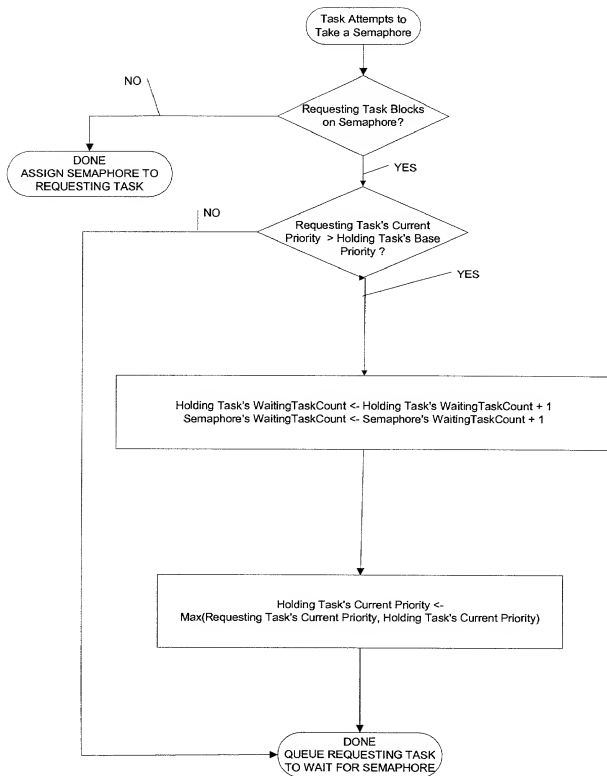 Task Attempts to
Take a Semaphore
NO
Requesting Task Blocks
on Semaphore?
DONE
ASSIGN SEMAPHORE TO
REQUESTING TASK
YES
NO
Requesting Task's Current
Priority > Holding Task's Base
Priority ?
YES
Holding Task's WaitingTaskCount <- Holding Task's WaitingTaskCount + 1
Semaphore's WaitingTaskCount <- Semaphore's WaitingTaskCount + 1
Holding Task's Current Priority <-
Max(Requesting Task's Current Priority, Holding Task's Current Priority)
DONE
QUEUE REQUESTING TASK
TO WAIT FOR SEMAPHORE